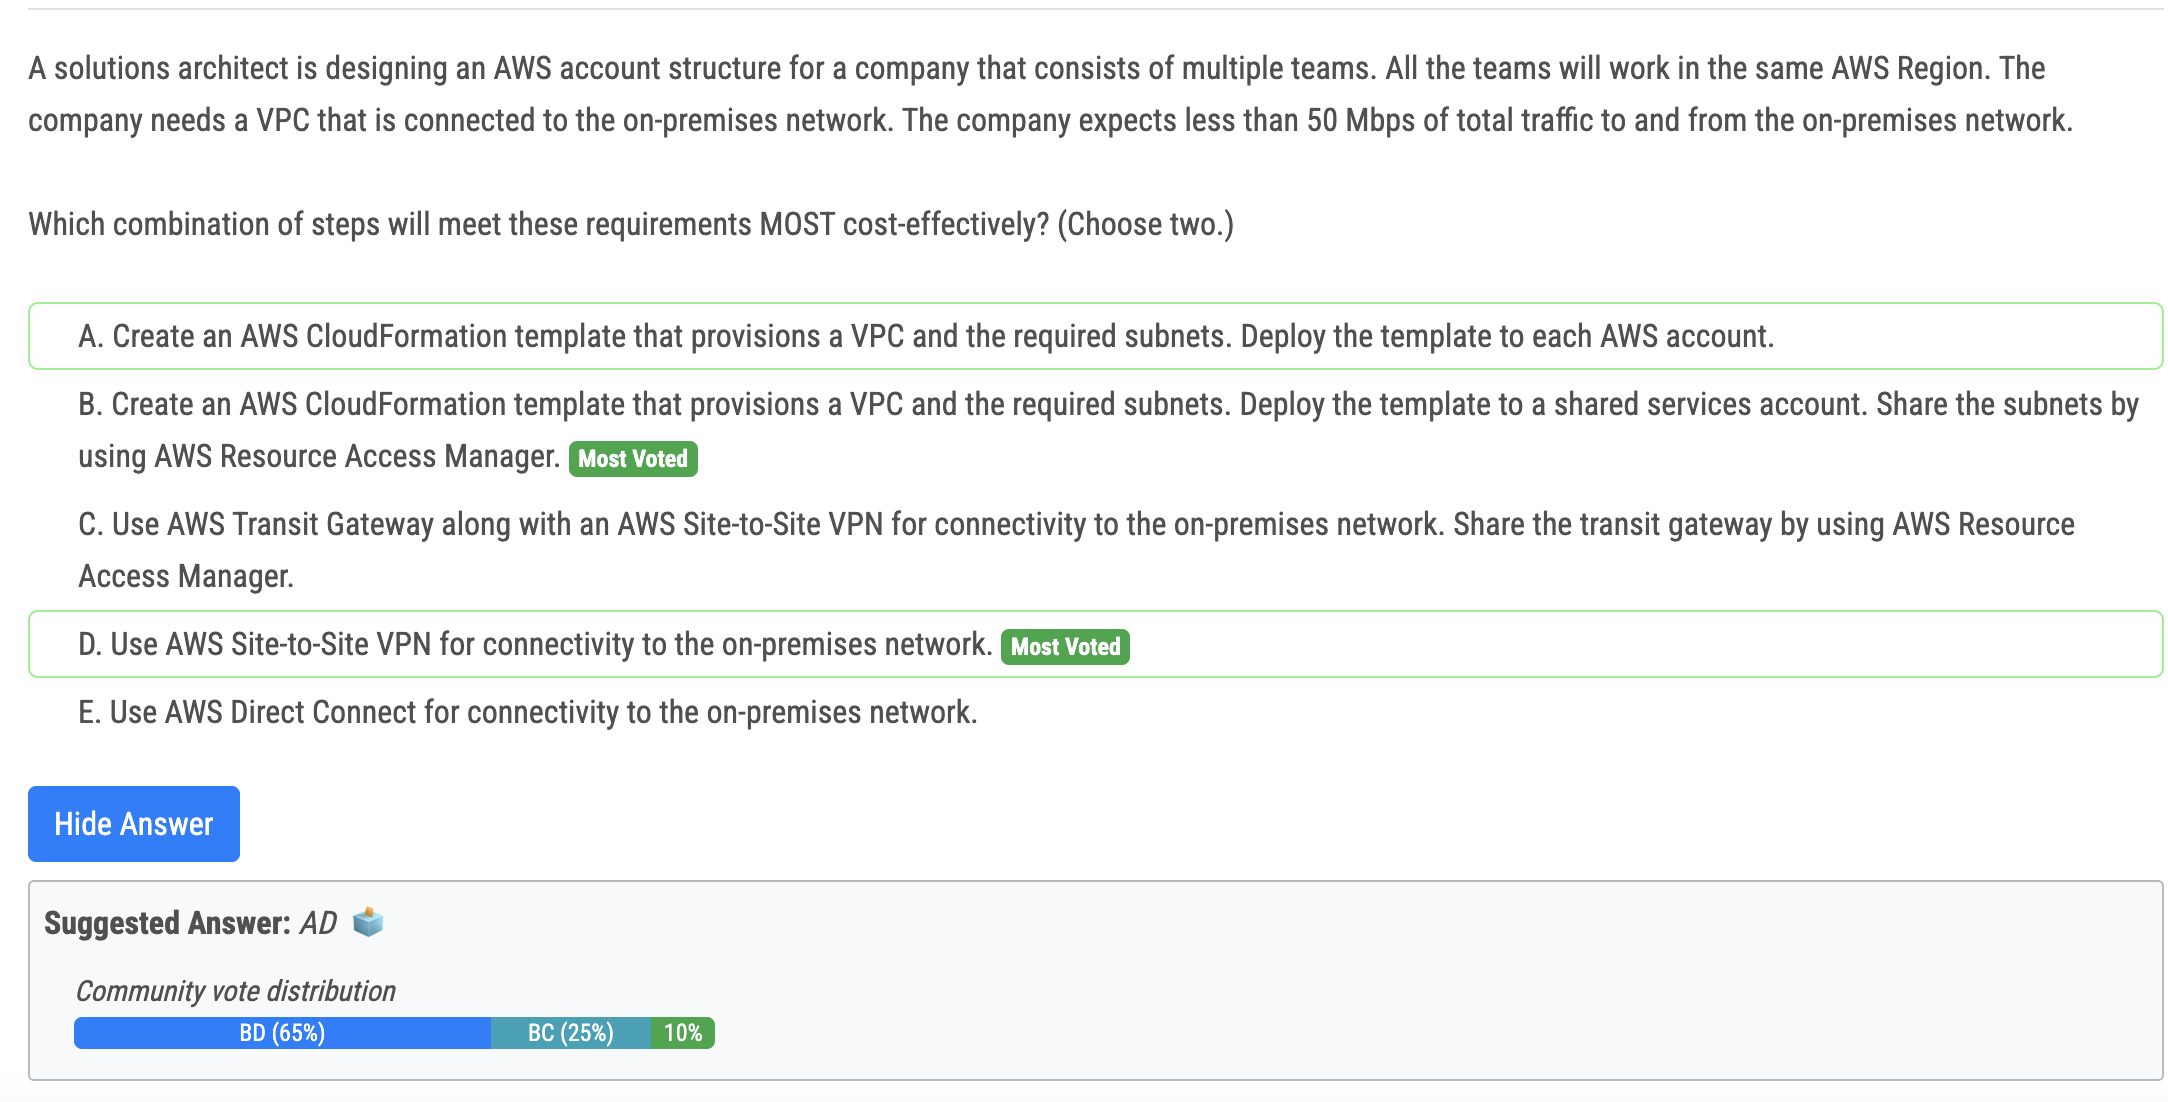 A solutions architect is designing an AWS account structure for a company that consists of multiple teams. All the teams will work in the same AWS Region. The
company needs a VPC that is connected to the on-premises network. The company expects less than 50 Mbps of total traffic to and from the on-premises network.
Which combination of steps will meet these requirements MOST cost-effectively? (Choose two.)
A. Create an AWS CloudFormation template that provisions a VPC and the required subnets. Deploy the template to each AWS account.
B. Create an AWS CloudFormation template that provisions a VPC and the required subnets. Deploy the template to a shared services account. Share the subnets by
using AWS Resource Access Manager. Most Voted
C. Use AWS Transit Gateway along with an AWS Site-to-Site VPN for connectivity to the on-premises network. Share the transit gateway by using AWS Resource
Access Manager.
D. Use AWS Site-to-Site VPN for connectivity to the on-premises network. Most Voted
E. Use AWS Direct Connect for connectivity to the on-premises network.
Hide Answer
Suggested Answer: AD
Community vote distribution
BD (65%) BC (25%) 10%